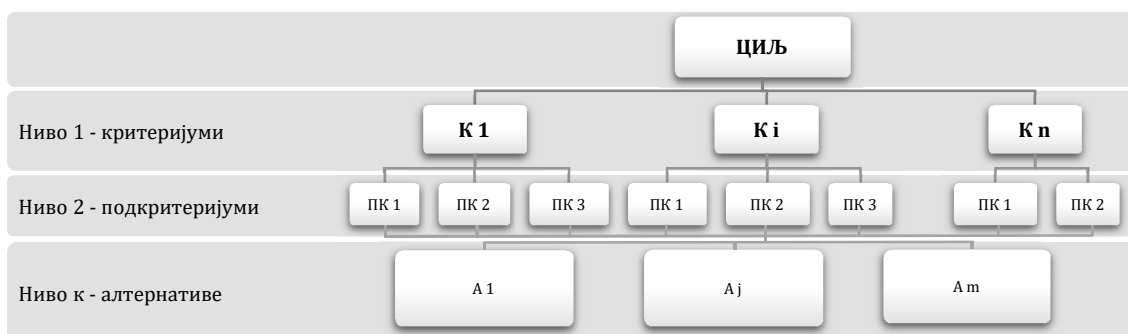 ЦИЉ
Ниво 1 - критеријуми
К 1
К i
К n
Ниво 2 - подкритеријуми
ПК 1
ПК 2
ПК 3
ПК 1
ПК 2
ПК 3
ПК 1
ПК 2
Ниво к - алтернативе
А 1
А j
А m